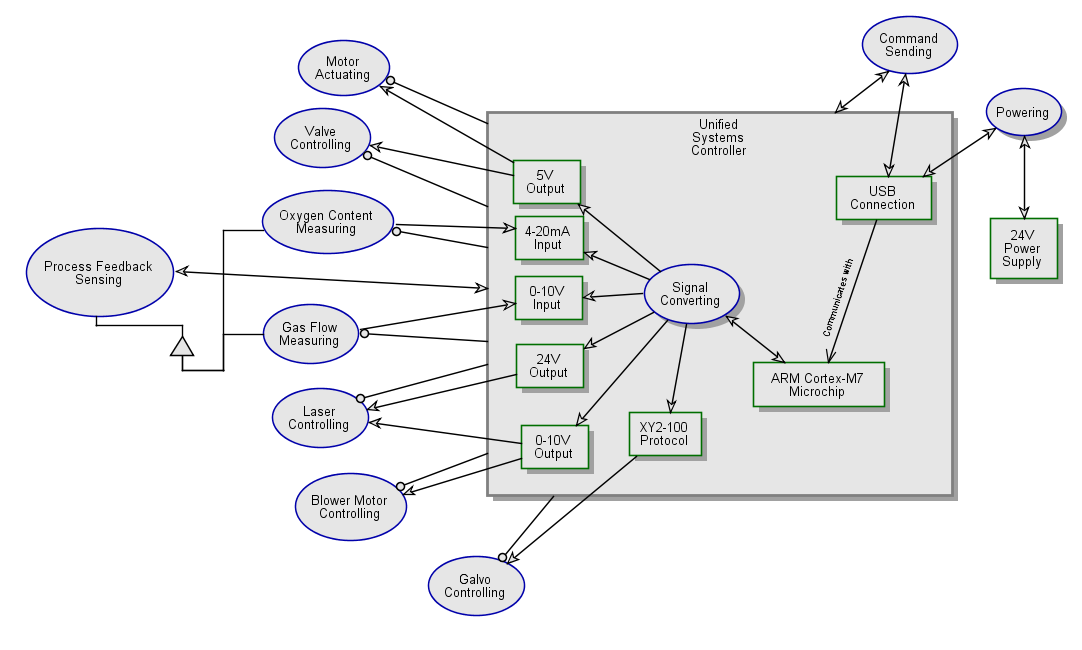 Command
Sending
Motor
Actuating
Powering
Unified
Systems
Controller
Valve
Controlling
5V
Output
USB
Connection
Oxygen Content
Measuring
4-20mA
Input
24V
Power
Supply
Process Feedback
Sensing
0-10V
Input
Signal
Converting
Communicates with
Gas Flow
Measuring
24V
Output
ARM Cortex-M7
Microchip
Laser
Controlling
0-10V
Output
XY2-100
Protocol
Blower Motor
Controlling
Galvo
Controlling